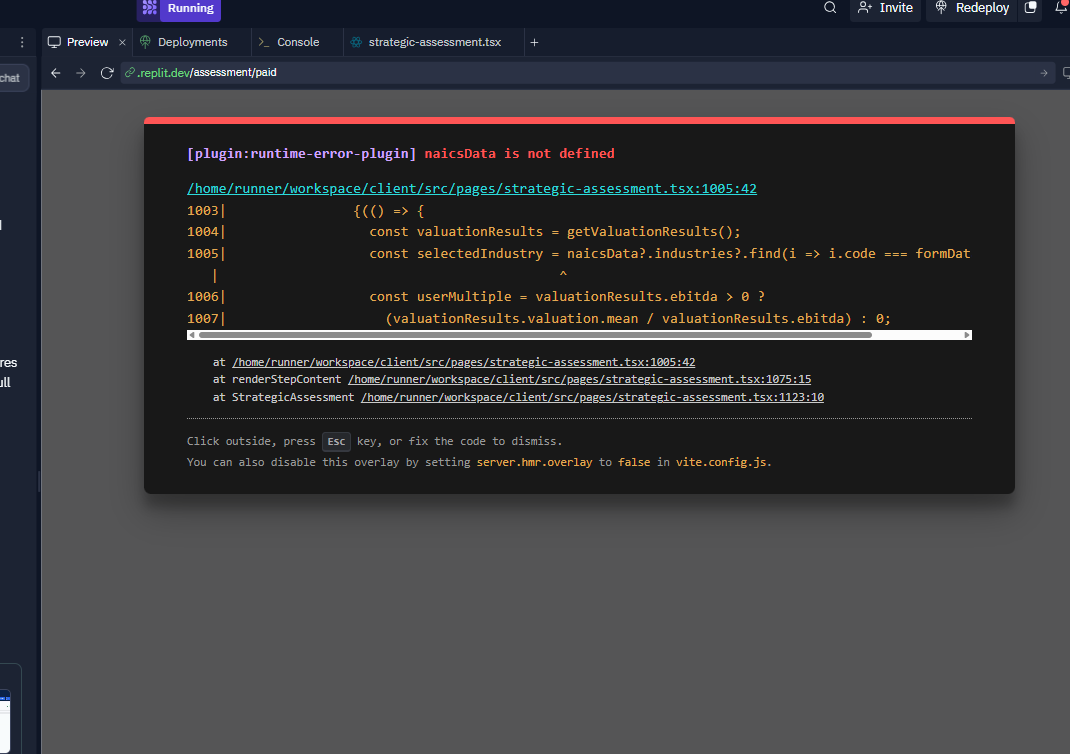 Running
Invite
Redeploy
Preview
Deployments
Console
strategic-assessment.tsx
chat
.replit.dev/assessment/paid
[plugin:runtime-error-plugin] naicsData is not defined
/home/runner/workspace/client/src/pages/strategic-assessment.tsx:1005:42
1003|                {(() => {
1004|                  const valuationResults = getValuationResults();
1005|                  const selectedIndustry = naicsData?.industries?.find(i => i.code === formDat
|                                           ^
1006|                  const userMultiple = valuationResults.ebitda > 0 ?
1007|                    (valuationResults.valuation.mean / valuationResults.ebitda) : 0;
at /home/runner/workspace/client/src/pages/strategic-assessment.tsx:1005:42
at renderStepContent /home/runner/workspace/client/src/pages/strategic-assessment.tsx:1075:15
at StrategicAssessment /home/runner/workspace/client/src/pages/strategic-assessment.tsx:1123:10
Click outside, press Esc key, or fix the code to dismiss.
You can also disable this overlay by setting server.hmr.overlay to false in vite.config.js.
res
ull